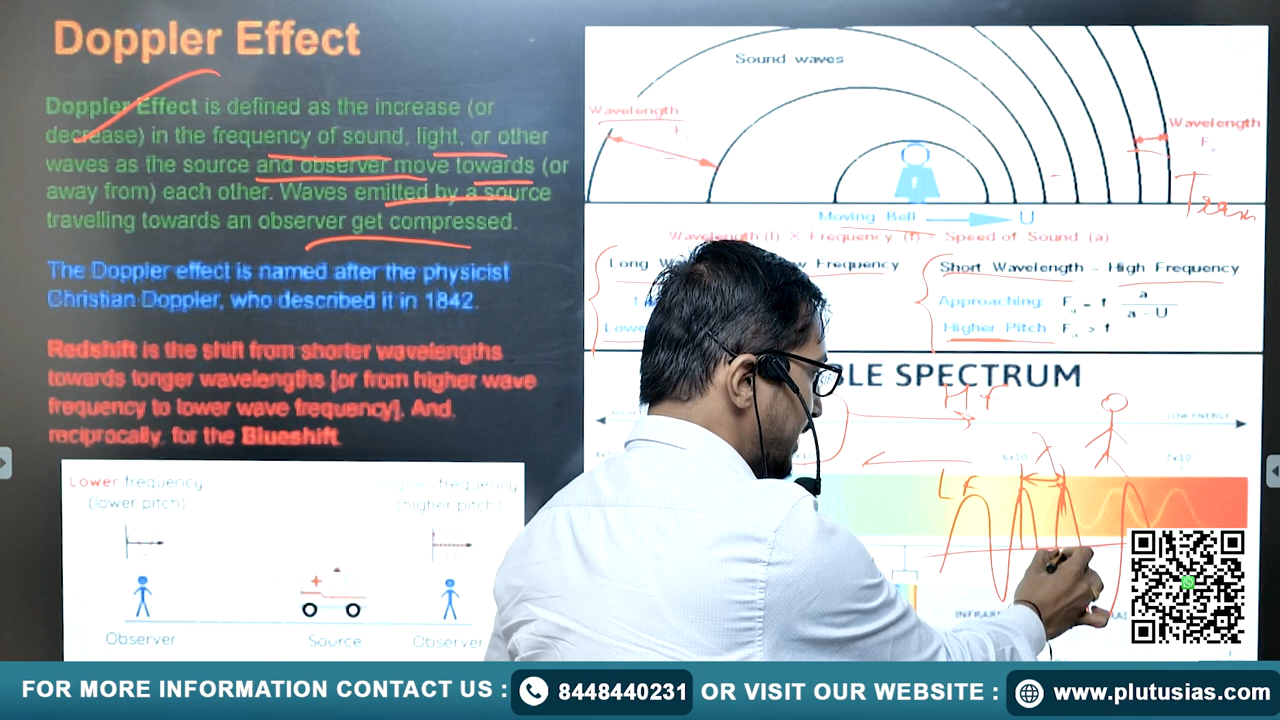 Doppler Effect
Doppler Effect is defined as the increase (or
decrease) in the frequency of sound, light, or other
waves as the source and observer move towards (or
away from) each other. Waves emitted by a source
travelling towards an observer get compressed.
The Doppler effect is named after the physicist
Christian Doppler, who described it in 1842.
Redshift is the shift from shorter wavelengths
towards longer wavelengths [or from higher wave
frequency to lower wave frequency]. And,
reciprocally, for the Blueshift
Lower frequency
(lower pitch)
frequency
(higher pitch)
Observer
Source
Observer
Sound waves
Wavelength
Wavelength
F
Moving Bell
U
Wavelength (l) X Frequency (f) = Speed of Sound (a)
Long
Frequency
Lowe
Short Wavelength - High Frequency
Approaching: F = f a / a - U
Higher Pitch F > f
BLE SPECTRUM
LOW ENERGY
H f
λ
L F
FOR MORE INFORMATION CONTACT US : 8448440231 OR VISIT OUR WEBSITE : www.plutusias.com